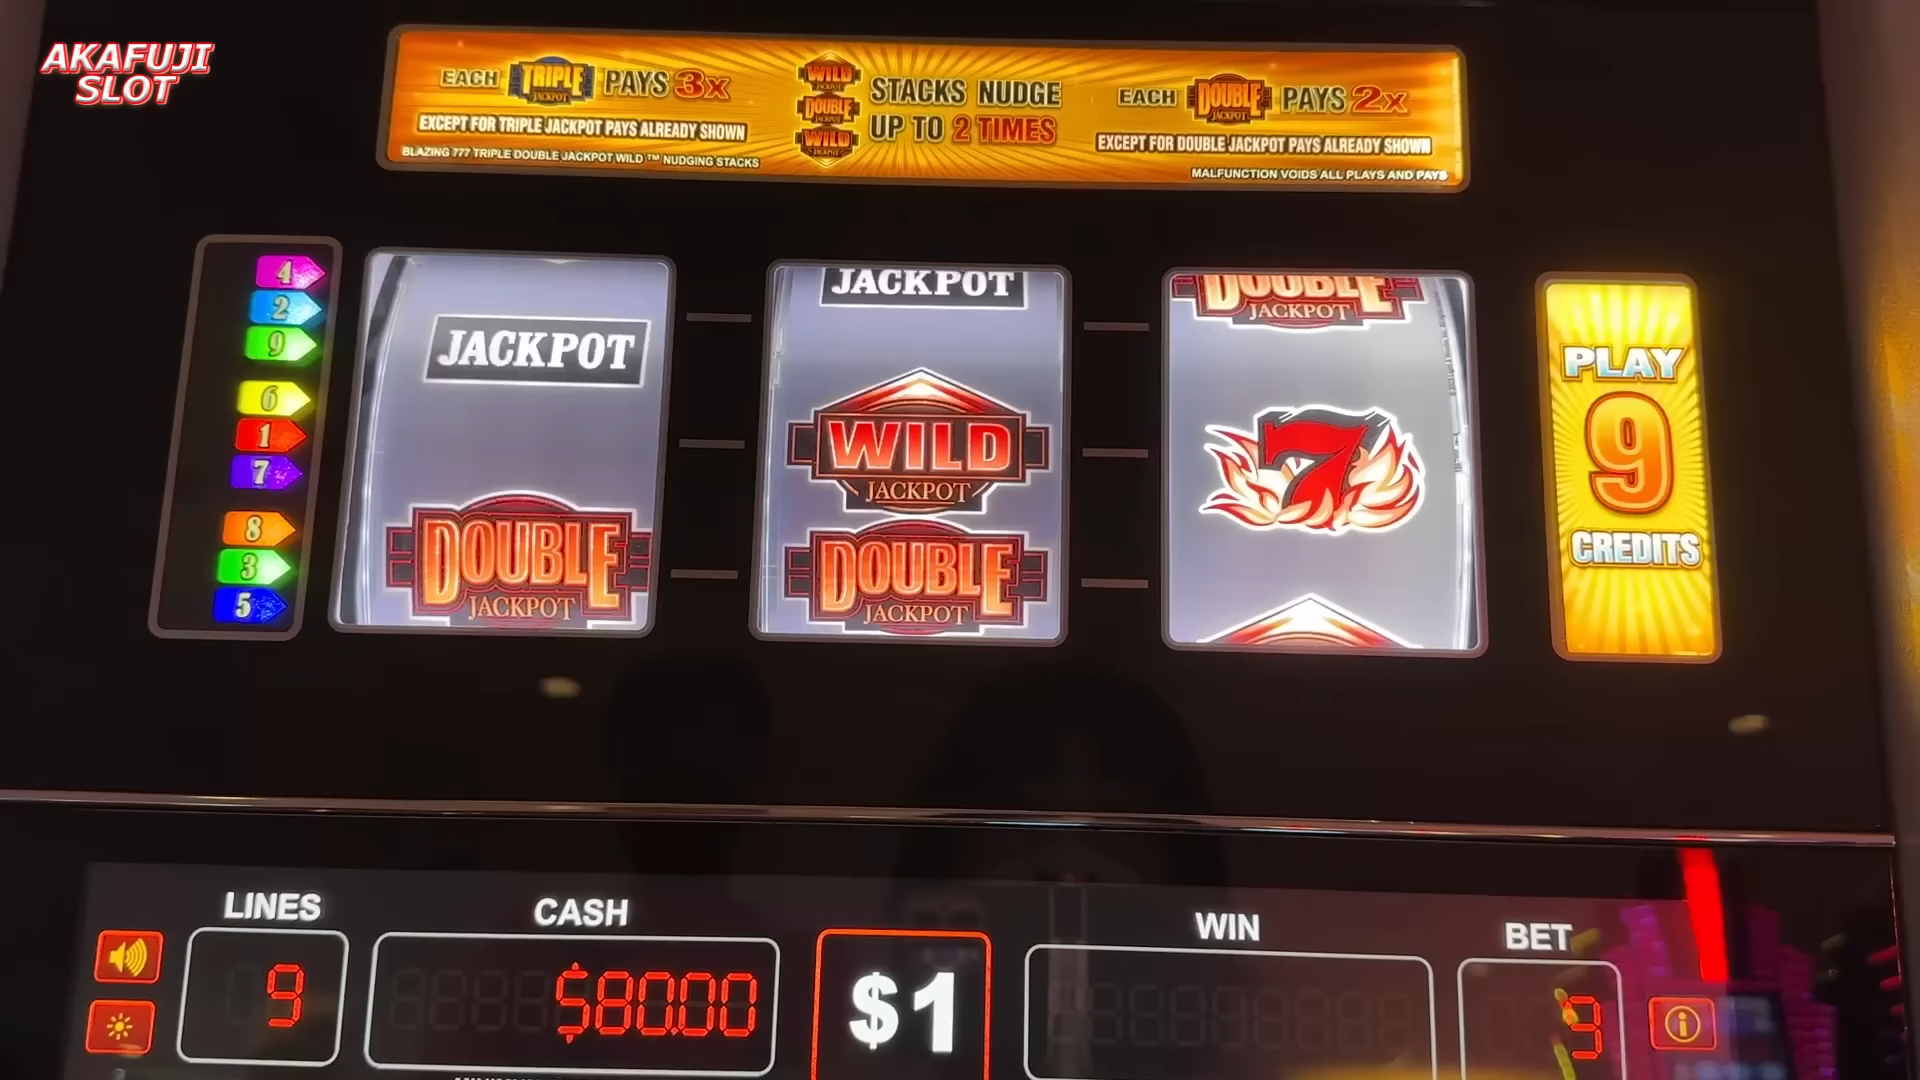 AKAFUJI
SLOT
EACH TRIPLE JACKPOT PAYS 3x
EXCEPT FOR TRIPLE JACKPOT PAYS ALREADY SHOWN
BLAZING 777 TRIPLE DOUBLE JACKPOT WILD ™ NUDGING STACKS
WILD
JACKPOT
DOUBLE
JACKPOT
WILD
JACKPOT
STACKS NUDGE
UP TO 2 TIMES
EACH DOUBLE JACKPOT PAYS 2x
EXCEPT FOR DOUBLE JACKPOT PAYS ALREADY SHOWN
MALFUNCTION VOIDS ALL PLAYS AND PAYS
4
2
9
6
1
7
8
3
5
JACKPOT
DOUBLE
JACKPOT
JACKPOT
WILD
JACKPOT
DOUBLE
JACKPOT
DOUBLE
JACKPOT
7
PLAY
9
CREDITS
LINES
9
CASH
$80.00
$1
WIN
BET
9